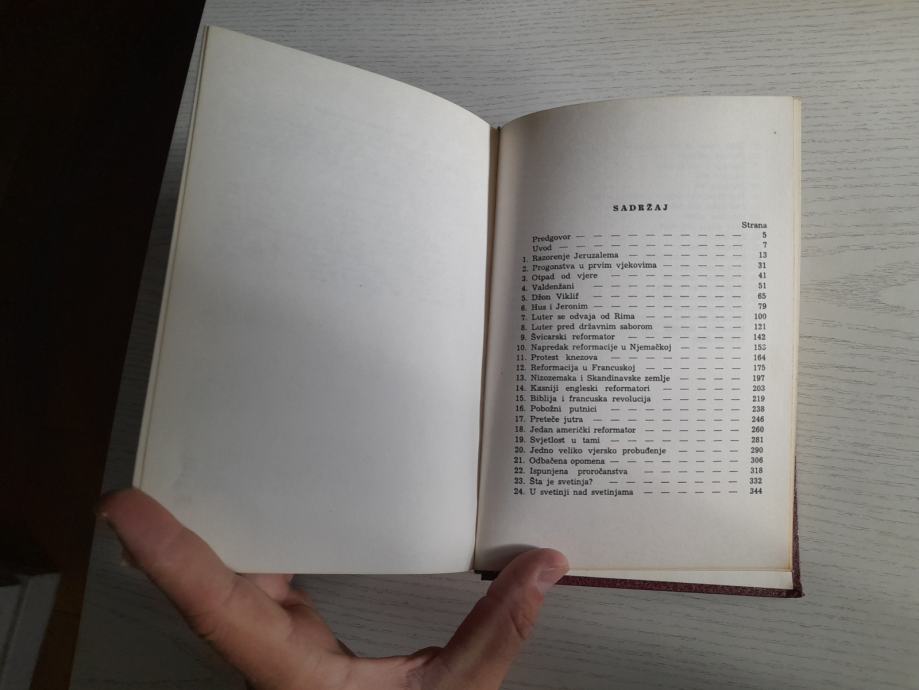 SADRŽAJ
Strana
Predgovor — — — — — — — — — — 5
Uvod — — — — — — — — — — — 7
1. Razorenje Jeruzalema — — — — — — — 13
2. Progonstva u prvim vjekovima — — — — — 31
3. Otpad od vjere — — — — — — — — 41
4. Valdenžani — — — — — — — — — 51
5. Džon Viklif — — — — — — — — — 65
6. Hus i Jeronim — — — — — — — — 79
7. Luter se odvaja od Rima — — — — — — 100
8. Luter pred državnim saborom — — — — — 121
9. Švicarski reformator — — — — — — — 142
10. Napredak reformacije u Njemačkoj — — — — 153
11. Protest knezova — — — — — — — — 164
12. Reformacija u Francuskoj — — — — — — 175
13. Nizozemaka i Skandinavske zemlje — — — — 197
14. Kasniji engleski reformatori — — — — — 203
15. Biblija i francuska revolucija — — — — — 219
16. Pobožni putnici — — — — — — — — 238
17. Preteče jutra — — — — — — — — 246
18. Jedan američki reformator — — — — — — 260
19. Svjetlost u tami — — — — — — — — 281
20. Jedno veliko vjersko probuđenje — — — — 290
21. Odbačena opomena — — — — — — — 306
22. Ispunjena proročanstva — — — — — — 318
23. Šta je svetinja? — — — — — — — — 332
24. U svetinji nad svetinjama — — — — — — 344